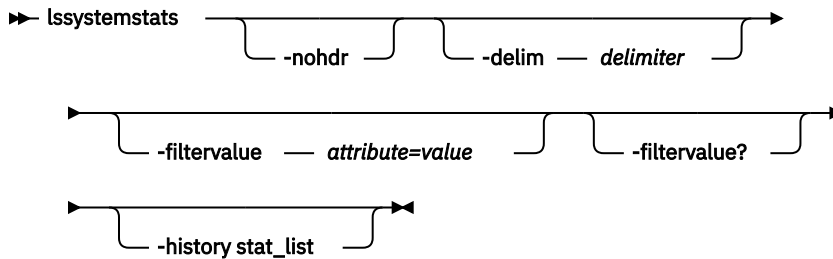 lssystemstats
-nohdr -delim delimiter
-filtervalue attribute=value -filtervalue?
-history stat_list